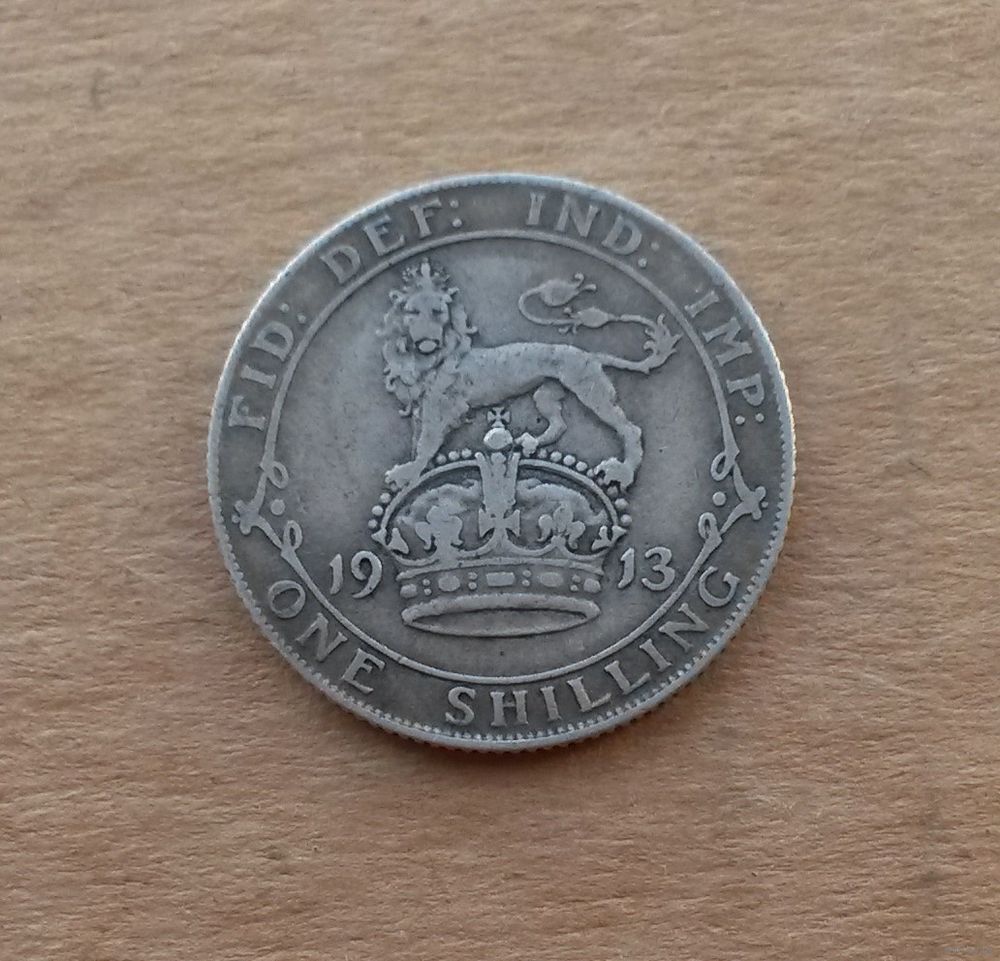 FID: DEF: IND: IMP:
19 13
ONE SHILLING